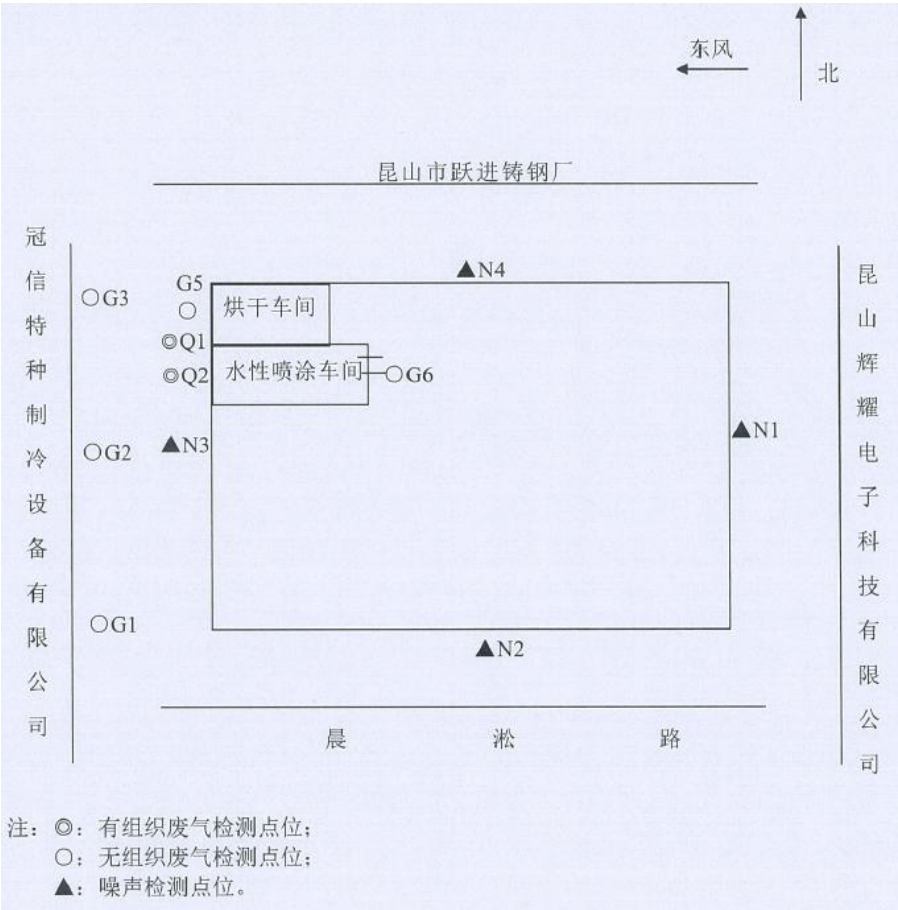 东风
北
昆山市跃进铸钢厂
冠信特种制冷设备有限公司
昆山辉耀电子科技有限公司
N4
G5
G3
烘干车间
Q1
水性喷涂车间
Q2
G6
N3
N1
G2
G1
N2
晨淞路
注：◎：有组织废气检测点位；
○：无组织废气检测点位；
▲：噪声检测点位。